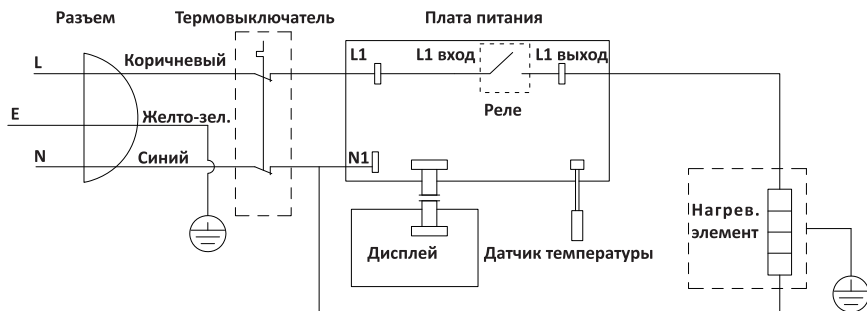 Разъем
Термовыключатель
Плата питания
L
Коричневый
L1
L1 вход
L1 выход
Реле
E
Желто-зел.
N
Синий
N1
Дисплей
Датчик температуры
Нагрев.
элемент